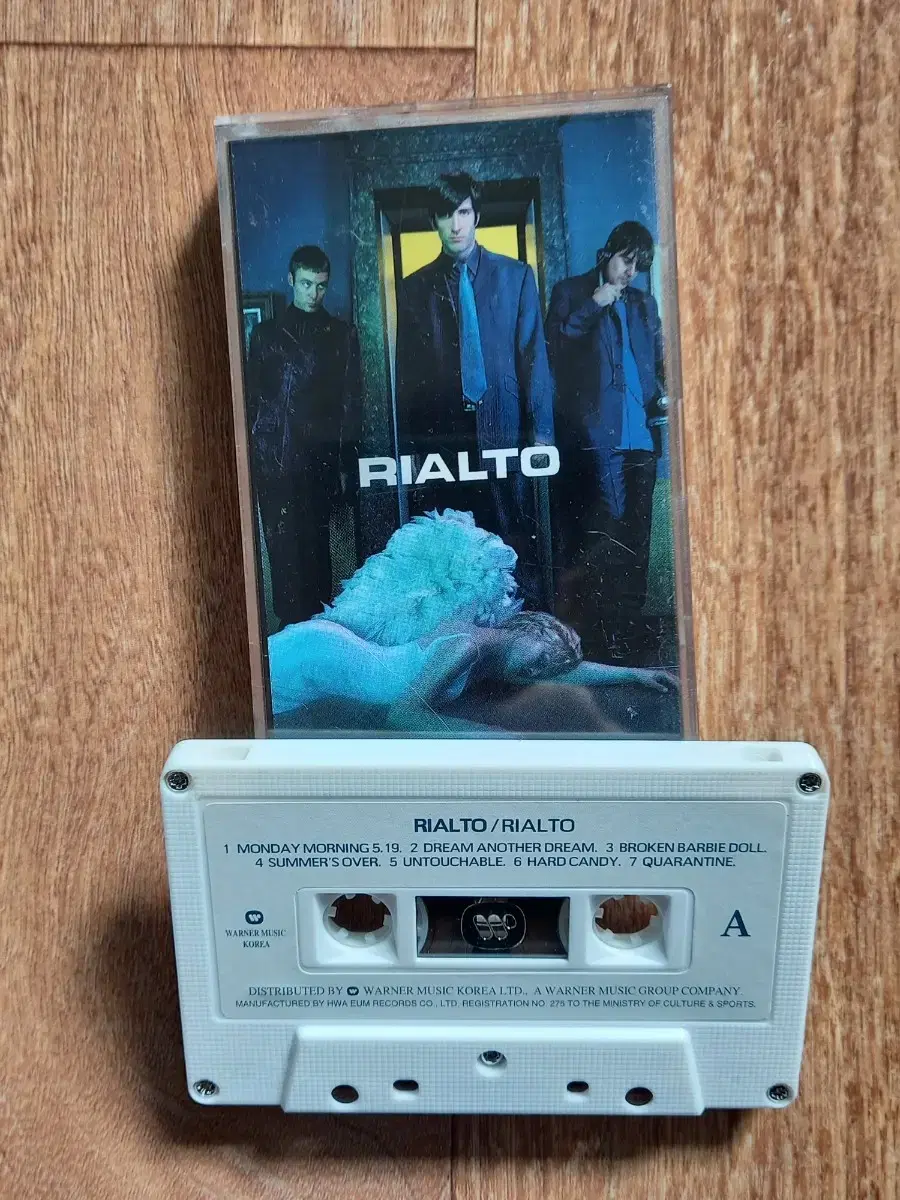 RIALTO
RIALTO/RIALTO
1 MONDAY MORNING 5.19. 2 DREAM ANOTHER DREAM. 3 BROKEN BARBIE DOLL.
4 SUMMER'S OVER. 5 UNTOUCHABLE. 6 HARD CANDY. 7 QUARANTINE.
WARNER MUSIC
KOREA
A
DISTRIBUTED BY WARNER MUSIC KOREA LTD., A WARNER MUSIC GROUP COMPANY.
MANUFACTURED BY HWA EUM RECORDS CO., LTD. REGISTRATION NO. 275 TO THE MINISTRY OF CULTURE & SPORTS.